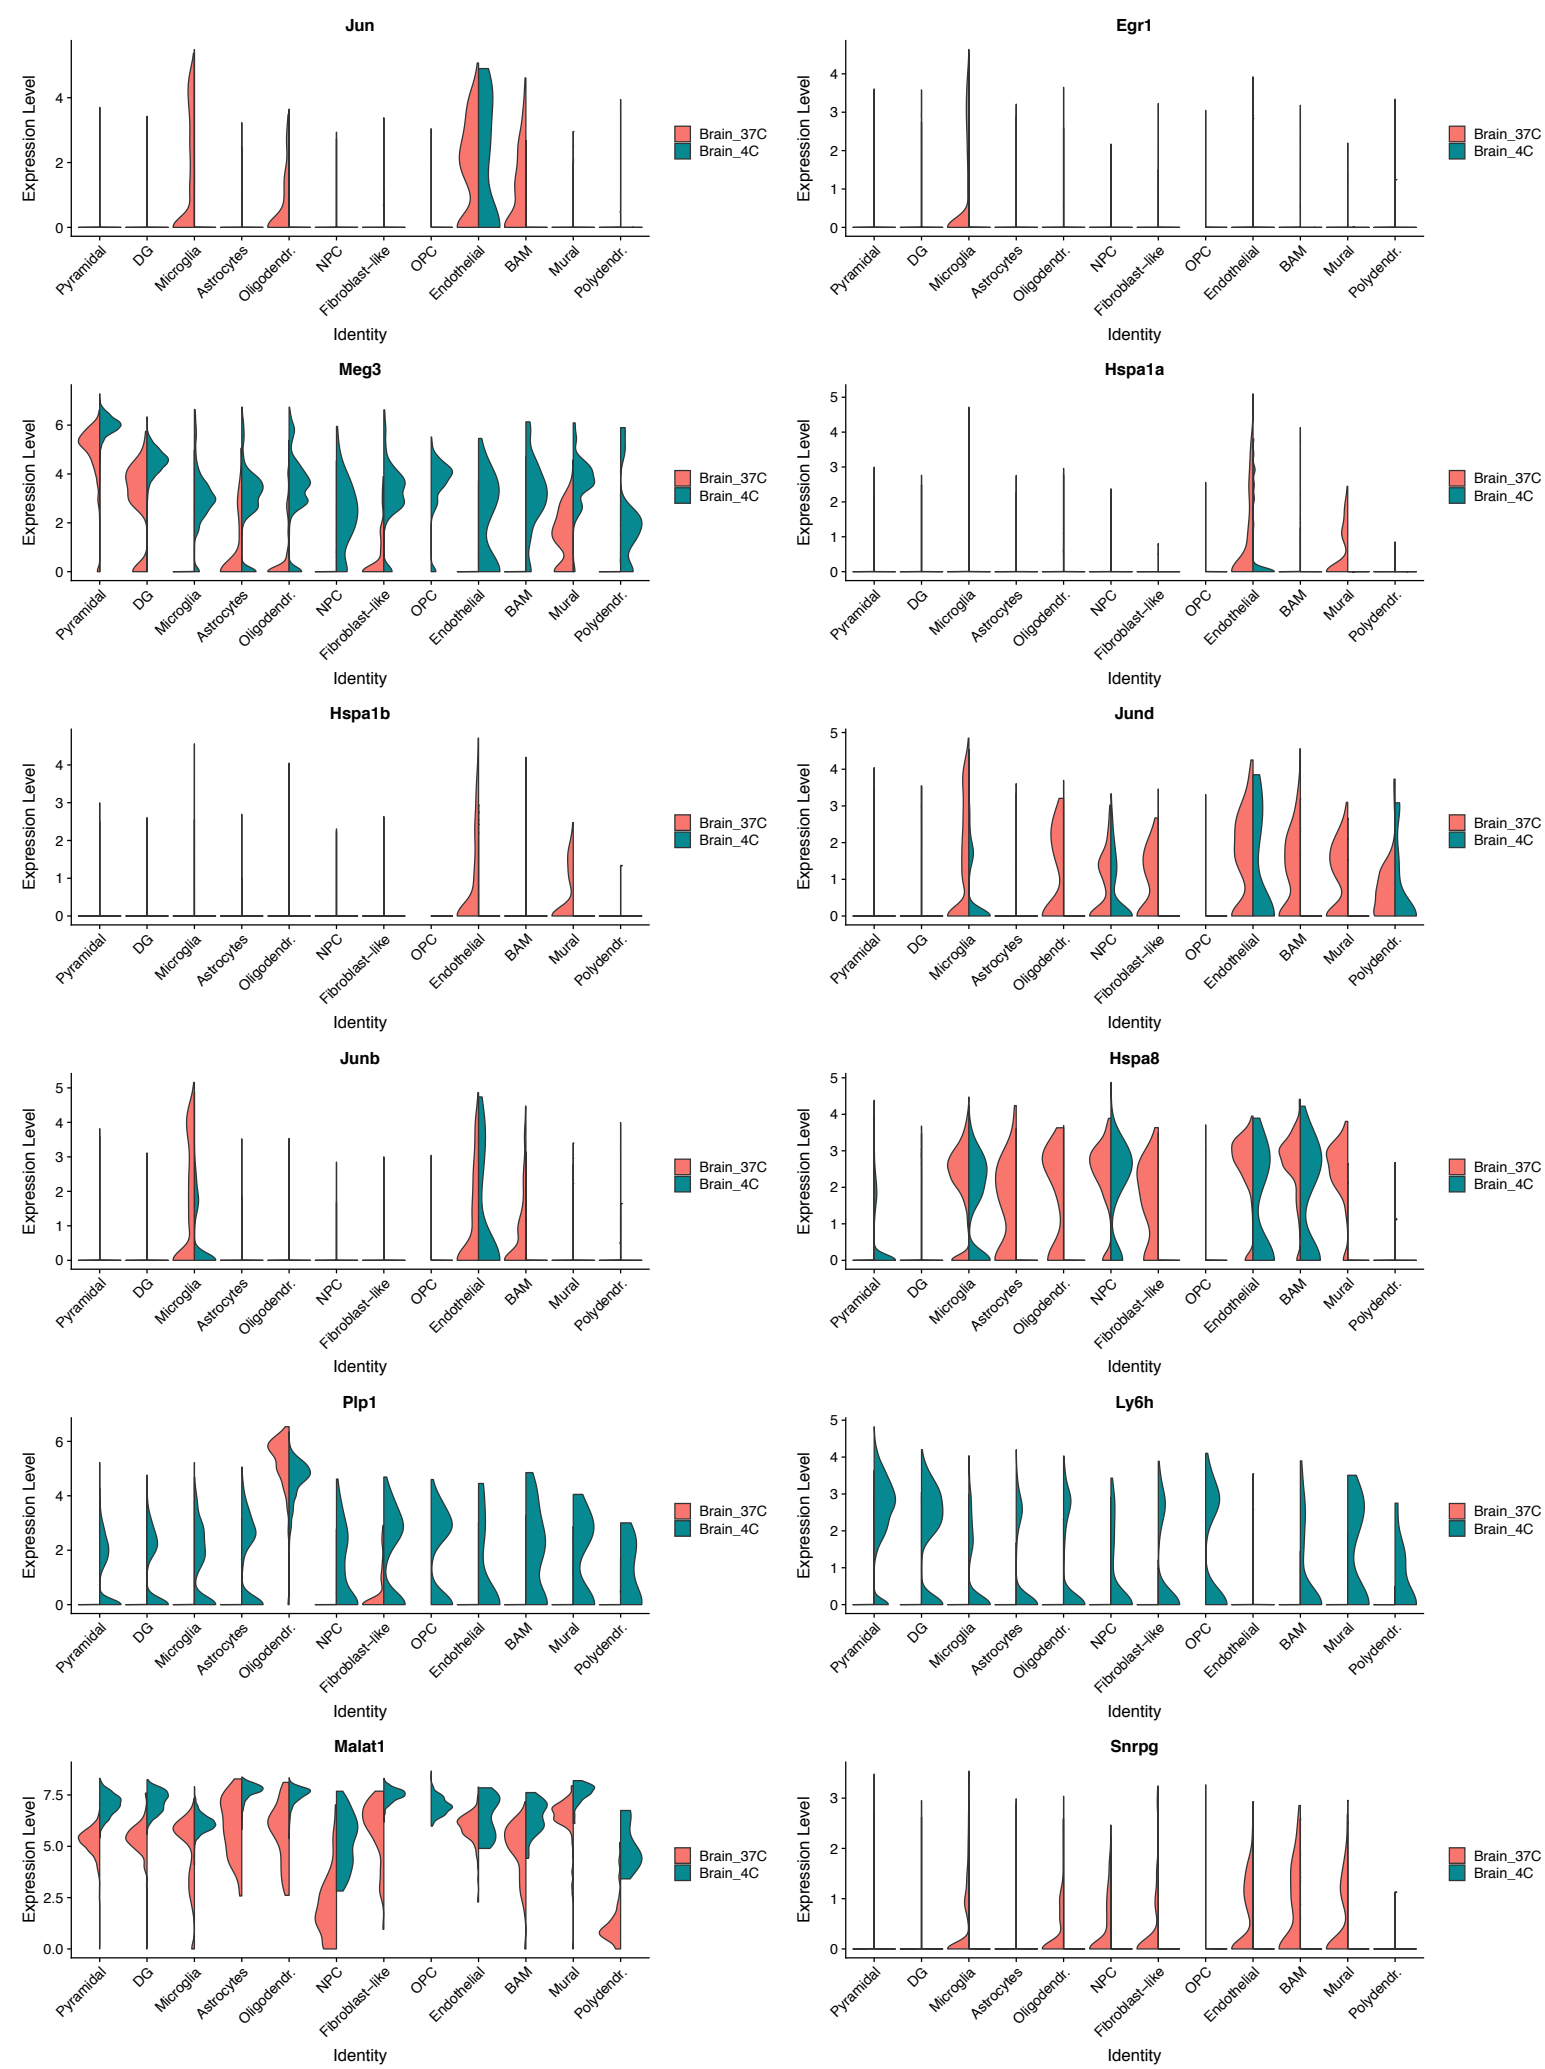 Jun
Expression Level
4
2
0
Pyramidal
DG
Microglia
Astrocytes
Oligodendr.
NPC
Fibroblast−like
OPC
Endothelial
BAM
Mural
Polydendr.
Identity
Brain_37C
Brain_4C
Egr1
Expression Level
4
3
2
1
0
Pyramidal
DG
Microglia
Astrocytes
Oligodendr.
NPC
Fibroblast−like
OPC
Endothelial
BAM
Mural
Polydendr.
Identity
Brain_37C
Brain_4C
Meg3
Expression Level
6
4
2
0
Pyramidal
DG
Microglia
Astrocytes
Oligodendr.
NPC
Fibroblast−like
OPC
Endothelial
BAM
Mural
Polydendr.
Identity
Brain_37C
Brain_4C
Hspa1a
Expression Level
5
4
3
2
1
0
Pyramidal
DG
Microglia
Astrocytes
Oligodendr.
NPC
Fibroblast−like
OPC
Endothelial
BAM
Mural
Polydendr.
Identity
Brain_37C
Brain_4C
Hspa1b
Expression Level
4
3
2
1
0
Pyramidal
DG
Microglia
Astrocytes
Oligodendr.
NPC
Fibroblast−like
OPC
Endothelial
BAM
Mural
Polydendr.
Identity
Brain_37C
Brain_4C
Jund
Expression Level
5
4
3
2
1
0
Pyramidal
DG
Microglia
Astrocytes
Oligodendr.
NPC
Fibroblast−like
OPC
Endothelial
BAM
Mural
Polydendr.
Identity
Brain_37C
Brain_4C
Junb
Expression Level
5
4
3
2
1
0
Pyramidal
DG
Microglia
Astrocytes
Oligodendr.
NPC
Fibroblast−like
OPC
Endothelial
BAM
Mural
Polydendr.
Identity
Brain_37C
Brain_4C
Hspa8
Expression Level
5
4
3
2
1
0
Pyramidal
DG
Microglia
Astrocytes
Oligodendr.
NPC
Fibroblast−like
OPC
Endothelial
BAM
Mural
Polydendr.
Identity
Brain_37C
Brain_4C
Plp1
Expression Level
6
4
2
0
Pyramidal
DG
Microglia
Astrocytes
Oligodendr.
NPC
Fibroblast−like
OPC
Endothelial
BAM
Mural
Polydendr.
Identity
Brain_37C
Brain_4C
Ly6h
Expression Level
5
4
3
2
1
0
Pyramidal
DG
Microglia
Astrocytes
Oligodendr.
NPC
Fibroblast−like
OPC
Endothelial
BAM
Mural
Polydendr.
Identity
Brain_37C
Brain_4C
Malat1
Expression Level
7.5
5.0
2.5
0.0
Pyramidal
DG
Microglia
Astrocytes
Oligodendr.
NPC
Fibroblast−like
OPC
Endothelial
BAM
Mural
Polydendr.
Identity
Brain_37C
Brain_4C
Snrpg
Expression Level
3
2
1
0
Pyramidal
DG
Microglia
Astrocytes
Oligodendr.
NPC
Fibroblast−like
OPC
Endothelial
BAM
Mural
Polydendr.
Identity
Brain_37C
Brain_4C